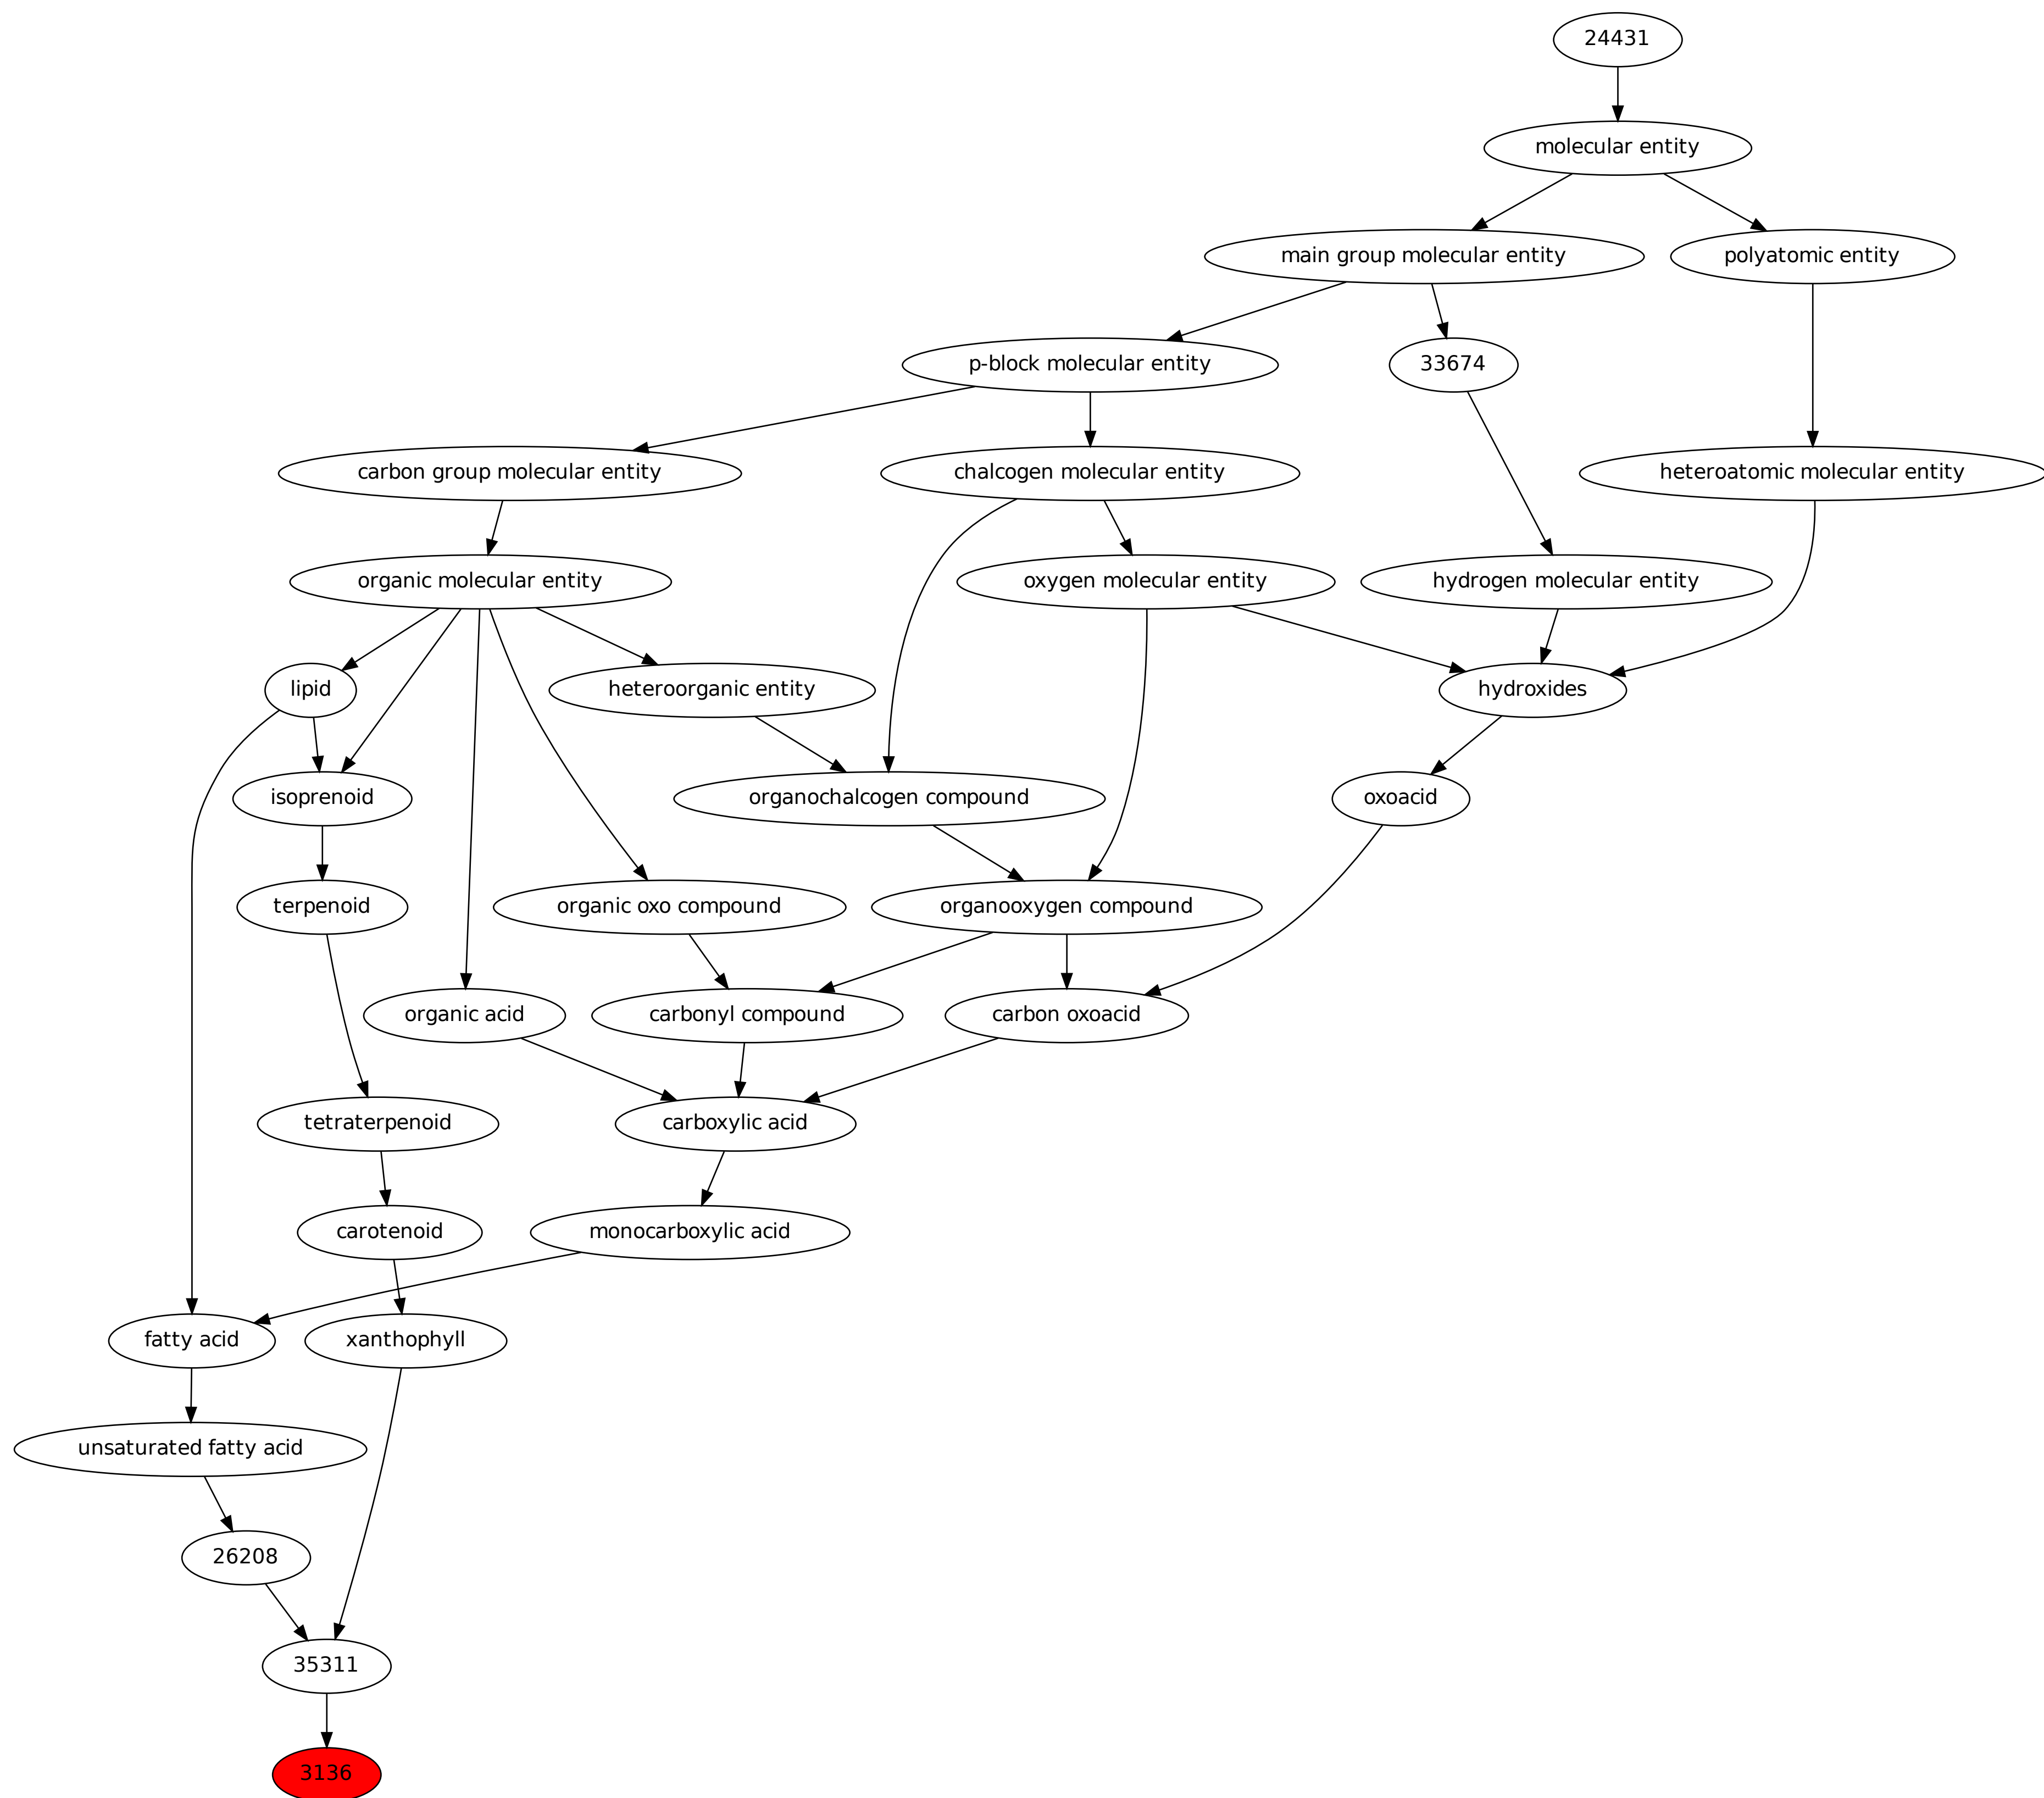 24431
molecular entity
main group molecular entity
polyatomic entity
p-block molecular entity
33674
carbon group molecular entity
chalcogen molecular entity
heteroatomic molecular entity
organic molecular entity
oxygen molecular entity
hydrogen molecular entity
lipid
heteroorganic entity
hydroxides
isoprenoid
organochalcogen compound
oxoacid
terpenoid
organic oxo compound
organooxygen compound
organic acid
carbonyl compound
carbon oxoacid
tetraterpenoid
carboxylic acid
carotenoid
monocarboxylic acid
fatty acid
xanthophyll
unsaturated fatty acid
26208
35311
3136